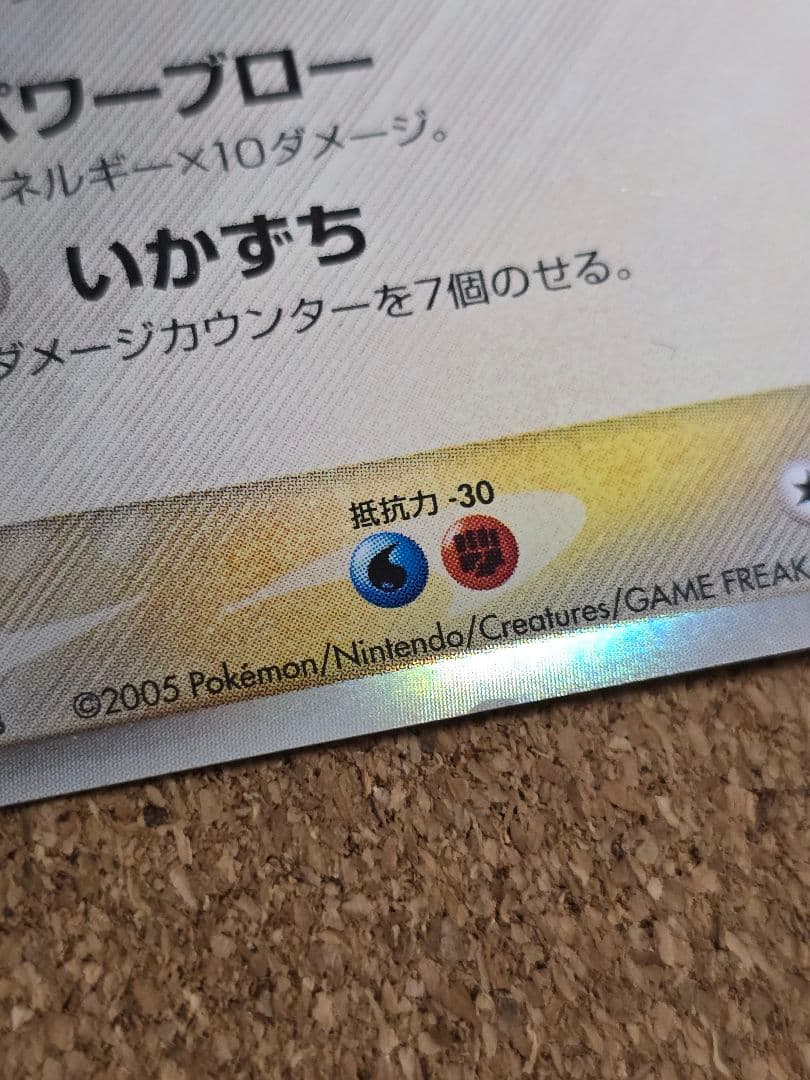 パワーブロー
ネルギー×10ダメージ。
いかずち
ダメージカウンターを7個のせる。
抵抗力 -30
©2005 Pokémon/Nintendo/Creatures/GAME FREAK